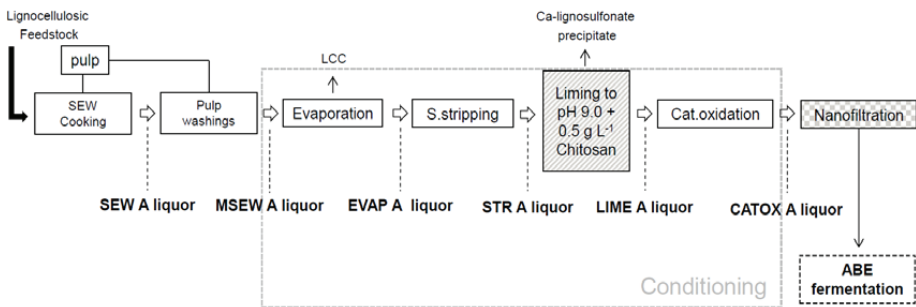 Lignocellulosic
Feedstock
pulp
SEW
Cooking
Pulp
washings
LCC
Evaporation
S.stripping
Ca-lignosulfonate
precipitate
Liming to
pH 9.0 +
0.5 g L⁻¹
Chitosan
Cat.oxidation
Nanofiltration
SEW A liquor
MSEW A liquor
EVAP A liquor
STR A liquor
LIME A liquor
CATOX A liquor
Conditioning
ABE
fermentation